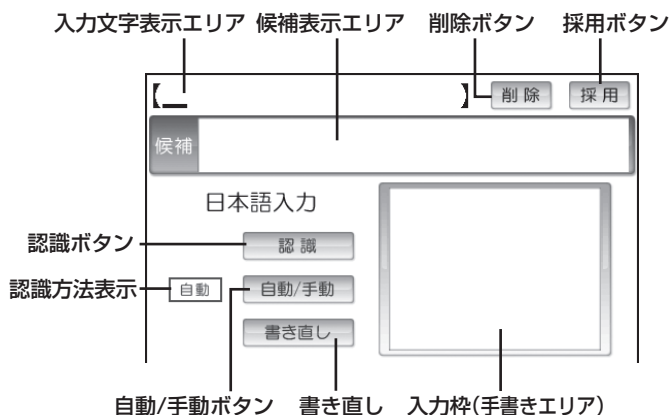 入力文字表示エリア 候補表示エリア 削除ボタン 採用ボタン
【＿ 】 削除 採用
候補
日本語入力
認識ボタン 認識
認識方法表示 自動 自動/手動
書き直し
自動/手動ボタン 書き直し 入力枠(手書きエリア)